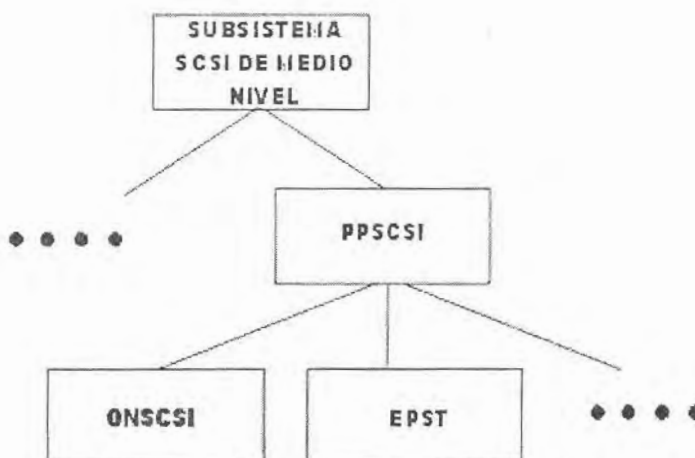 SUBSISTEMA
SCSI DE MEDIO
NIVEL
PPSCSI
ONSCSI
EPST